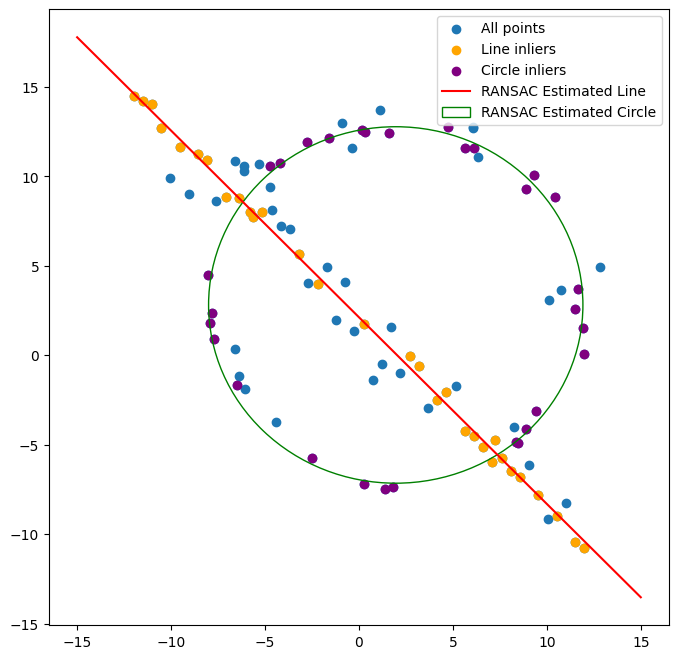 All points
Line inliers
Circle inliers
RANSAC Estimated Line
RANSAC Estimated Circle
15
10
5
0
−5
−10
−15
−15 −10 −5 0 5 10 15